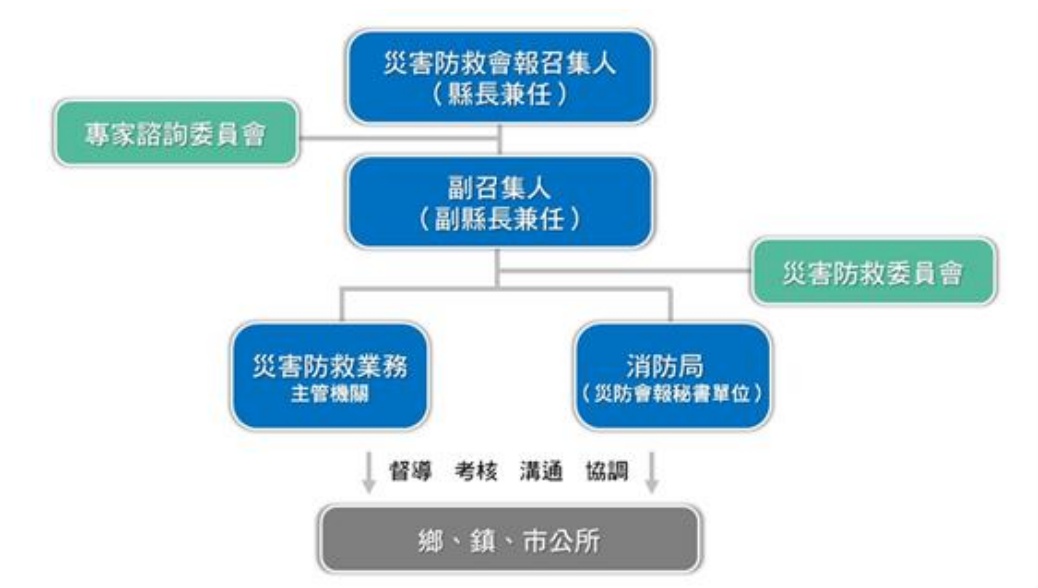 災害防救會報召集人
（縣長兼任）
專家諮詢委員會
副召集人
（副縣長兼任）
災害防救委員會
災害防救業務
主管機關
消防局
（災防會報秘書單位）
督導 考核 溝通 協調
鄉、鎮、市公所